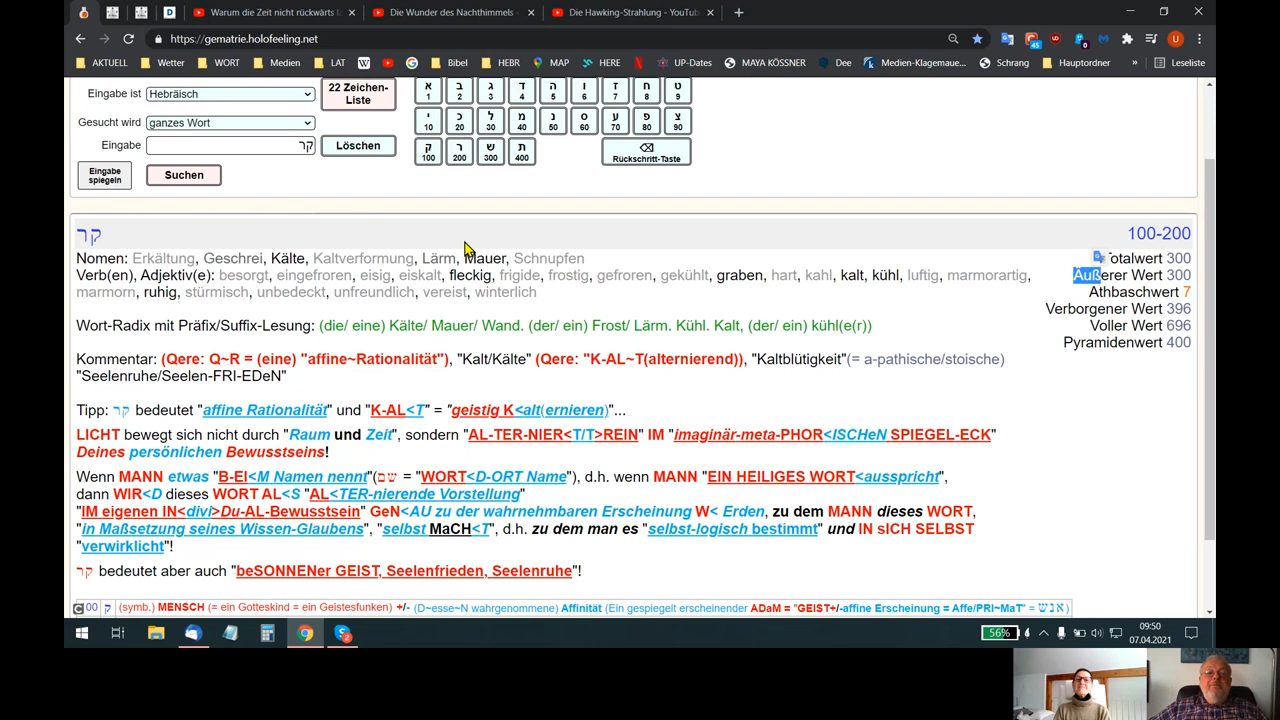 Warum die Zeit nicht rückwärts l
Die Wunder des Nachthimmels -
Die Hawking-Strahlung - YouTub
https://gematrie.holofeeling.net
45
0
U
AKTUELL Wetter WORT Medien LAT W Bibel HEBR MAP HERE UP-Dates MAYA KÖSSNER Dee Medien-Klagemaue... Schrang Hauptordner » Leseliste
Eingabe ist Hebräisch
22 Zeichen-Liste
Gesucht wird ganzes Wort
Eingabe קר
Löschen
Eingabe spiegeln
Suchen
א ב ג ד ה ו ז ח ט
1 2 3 4 5 6 7 8 9
י כ ל מ נ ס ע פ צ
10 20 30 40 50 60 70 80 90
ק ר ש ת
100 200 300 400
Rückschritt-Taste
קר 100-200
Nomen: Erkältung, Geschrei, Kälte, Kaltverformung, Lärm, Mauer, Schnupfen
Totalwert 300
Verb(en), Adjektiv(e): besorgt, eingefroren, eisig, eiskalt, fleckig, frigide, frostig, gefroren, gekühlt, graben, hart, kahl, kalt, kühl, luftig, marmorartig,
Äußerer Wert 300
marmorn, ruhig, stürmisch, unbedeckt, unfreundlich, vereist, winterlich
Athbaschwert 7
Verborgener Wert 396
Wort-Radix mit Präfix/Suffix-Lesung: (die/ eine) Kälte/ Mauer/ Wand. (der/ ein) Frost/ Lärm. Kühl. Kalt, (der/ ein) kühl(e(r))
Voller Wert 696
Pyramidenwert 400
Kommentar: (Qere: Q~R = (eine) "affine~Rationalität"), "Kalt/Kälte" (Qere: "K-AL~T(alternierend)), "Kaltblütigkeit"(= a-pathische/stoische)
"Seelenruhe/Seelen-FRI-EDeN"
Tipp: קר bedeutet "affine Rationalität" und "K-AL<T" = "geistig K<alt(ernieren)"...
LICHT bewegt sich nicht durch "Raum und Zeit", sondern "AL-TER-NIER<T/T>REIN" IM "imaginär-meta-PHOR<ISCHeN SPIEGEL-ECK"
Deines persönlichen Bewusstseins!
Wenn MANN etwas "B-EI<M Namen nennt"(שם = "WORT<D-ORT Name"), d.h. wenn MANN "EIN HEILIGES WORT<ausspricht",
dann WIR<D dieses WORT AL<S "AL<TER-nierende Vorstellung"
"IM eigenen IN<divi>Du-AL-Bewusstsein" GeN<AU zu der wahrnehmbaren Erscheinung W< Erden, zu dem MANN dieses WORT,
"in Maßsetzung seines Wissen-Glaubens", "selbst MaCH<T", d.h. zu dem man es "selbst-logisch bestimmt" und IN sICH SELBST
"verwirklicht"!
קר bedeutet aber auch "beSONNENer GEIST, Seelenfrieden, Seelenruhe"!
00 ק (symb.) MENSCH (= ein Gotteskind = ein Geistesfunken) +/- (D~esse~N wahrgenommene) Affinität (Ein gespiegelt erscheinender ADaM = "GEIST+/-affine Erscheinung = Affe/PRI~MaT" = אנש)
56%
09:50
07.04.2021